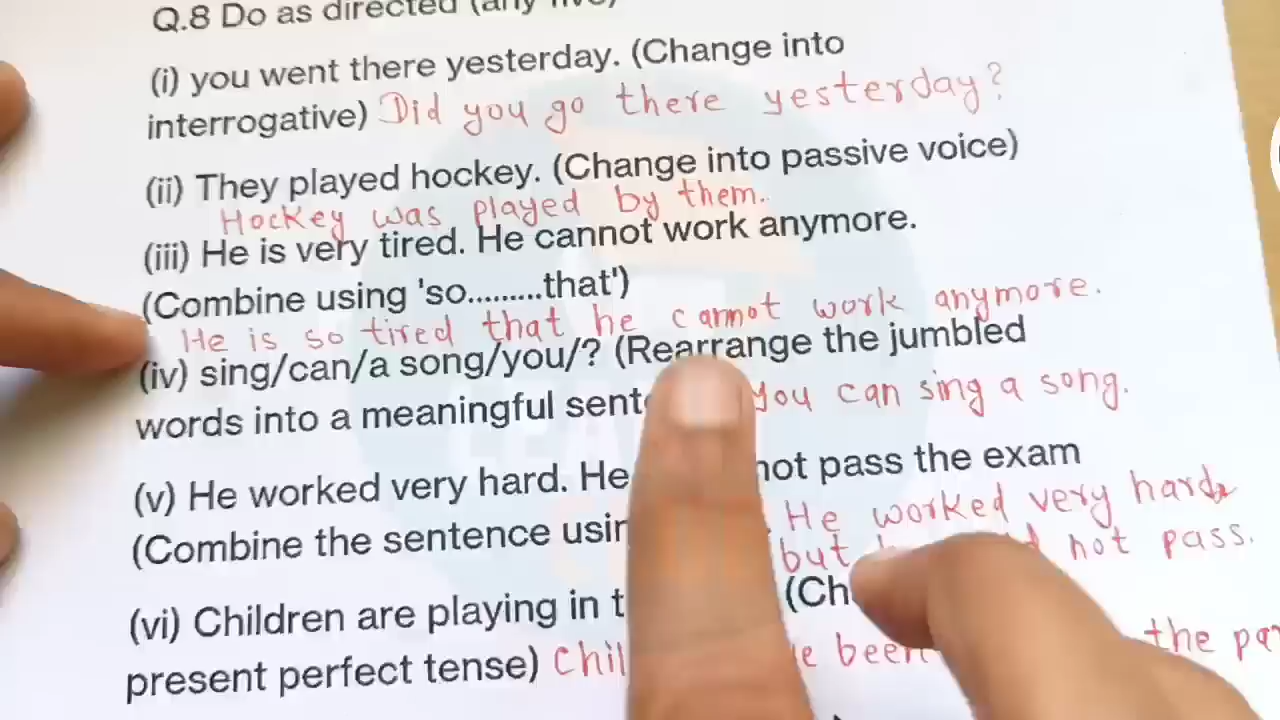 Q.8 Do as directed (any five)
(i) you went there yesterday. (Change into
interrogative) Did you go there yesterday?
(ii) They played hockey. (Change into passive voice)
Hockey was played by them.
(iii) He is very tired. He cannot work anymore.
(Combine using 'so.........that')
He is so tired that he cannot work anymore.
(iv) sing/can/a song/you/? (Rearrange the jumbled
words into a meaningful You can sing a song.
(v) He worked very hard. He not pass the exam
(Combine the sentence He worked very hard
but not pass.
(vi) Children are playing in
present perfect tense) been the